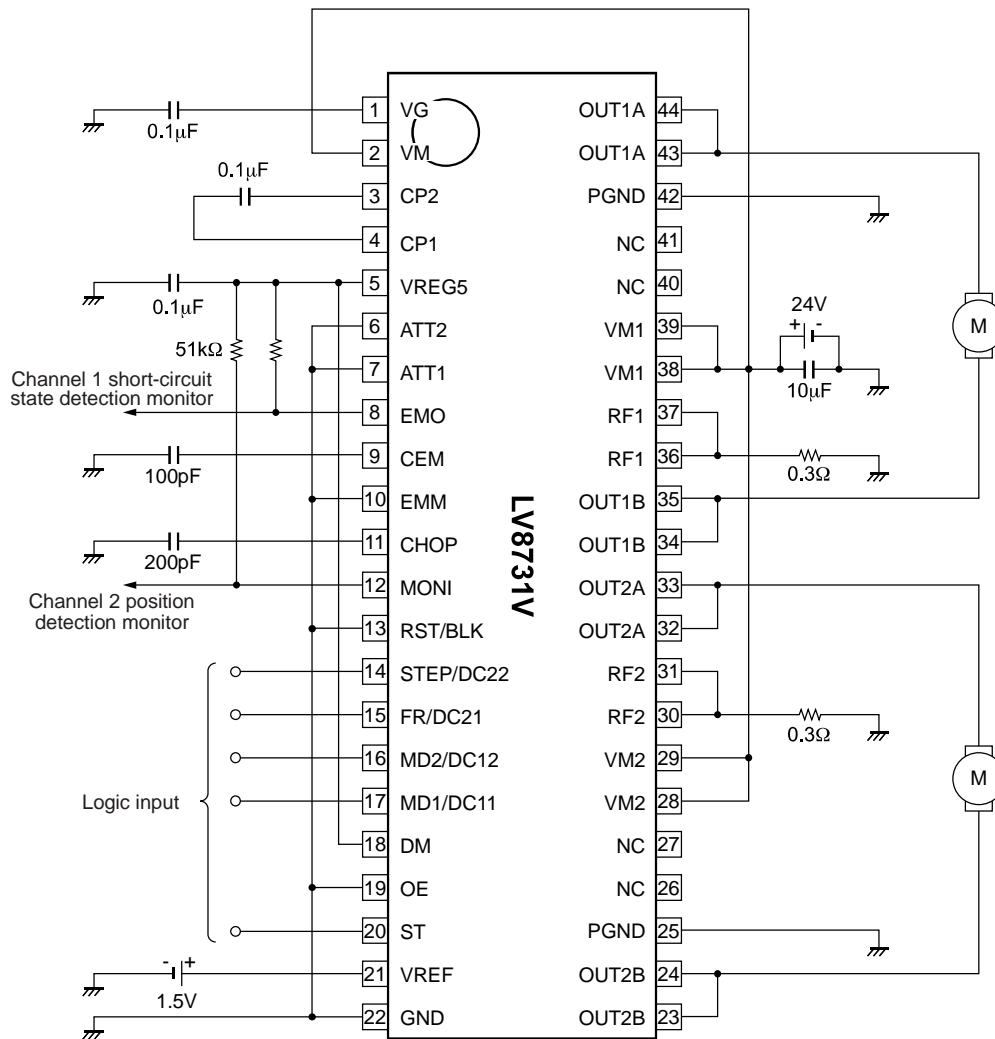 1 VG OUT1A 44
0.1µF
2 VM OUT1A 43
0.1µF
3 CP2 PGND 42
4 CP1 NC 41
5 VREG5 NC 40
0.1µF
24V
+ -
6 ATT2 VM1 39
51kΩ
7 ATT1 VM1 38
10µF
M
Channel 1 short-circuit
state detection monitor
8 EMO RF1 37
9 CEM RF1 36
100pF
0.3Ω
10 EMM OUT1B 35
LV8731V
11 CHOP OUT1B 34
200pF
12 MONI OUT2A 33
Channel 2 position
detection monitor
13 RST/BLK OUT2A 32
14 STEP/DC22 RF2 31
15 FR/DC21 RF2 30
0.3Ω
16 MD2/DC12 VM2 29
M
Logic input
17 MD1/DC11 VM2 28
18 DM NC 27
19 OE NC 26
20 ST PGND 25
- +
21 VREF OUT2B 24
1.5V
22 GND OUT2B 23